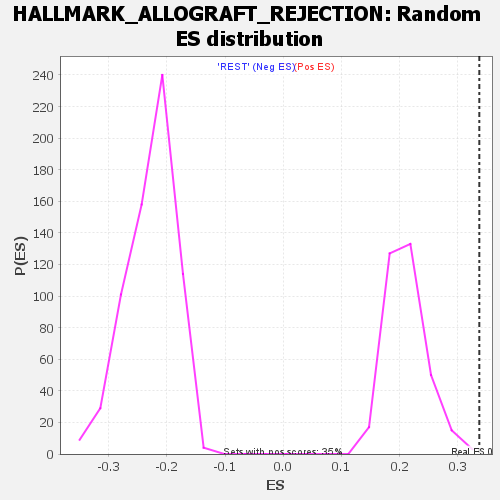 HALLMARK_ALLOGRAFT_REJECTION: Random
ES distribution
'REST' (Neg ES) (Pos ES)
240
220
200
180
160
140
120
100
80
60
40
20
0
P(ES)
Sets with pos scores: 35%
Real ES 0
-0.3 -0.2 -0.1 0.0 0.1 0.2 0.3
ES